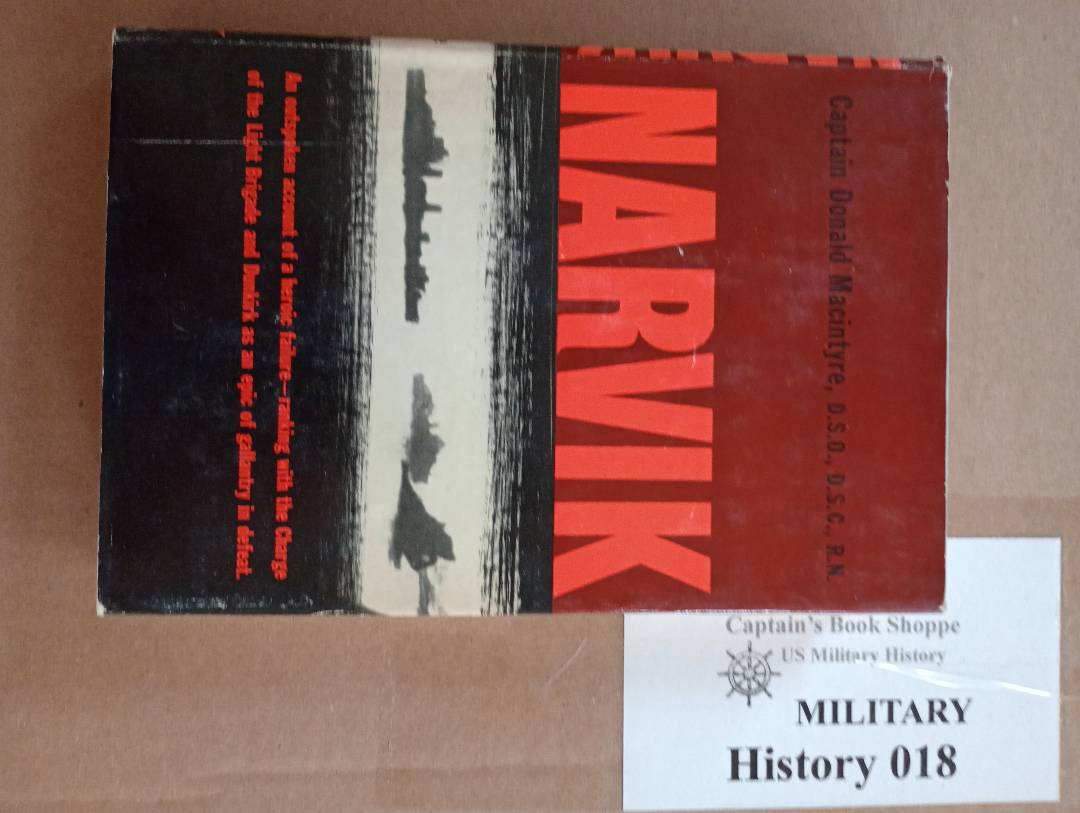 Captain Donald Macintyre, D.S.O., D.S.C., R.N.
NARVIK
An outspoken account of a heroic failure—ranking with the Charge
of the Light Brigade and Dunkirk as an epic of gallantry in defeat.
Captain's Book Shoppe
US Military History
MILITARY
History 018